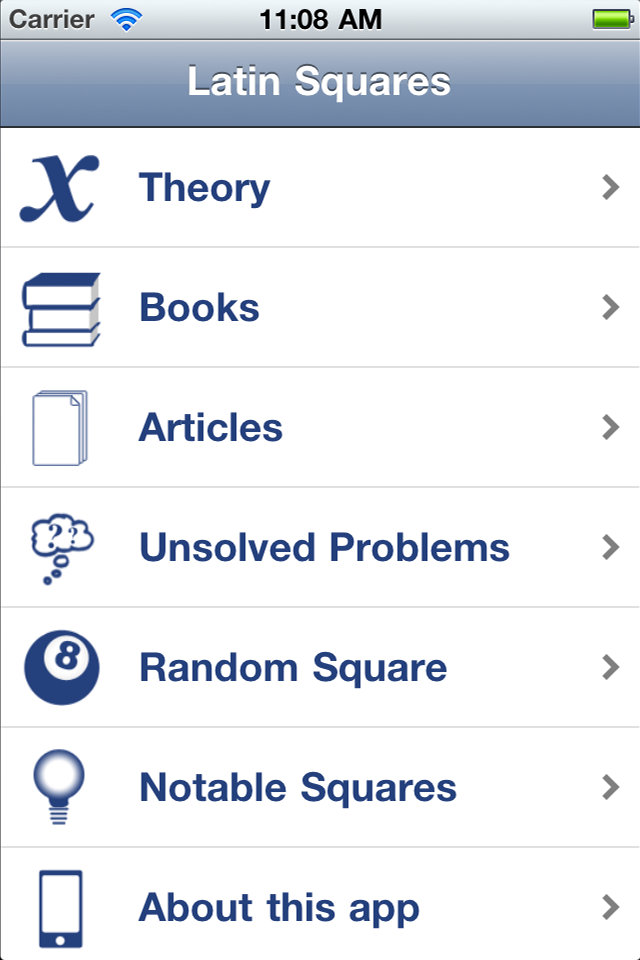 Carrier 11:08 AM
Latin Squares
x Theory
Books
Articles
?? Unsolved Problems
8 Random Square
Notable Squares
About this app